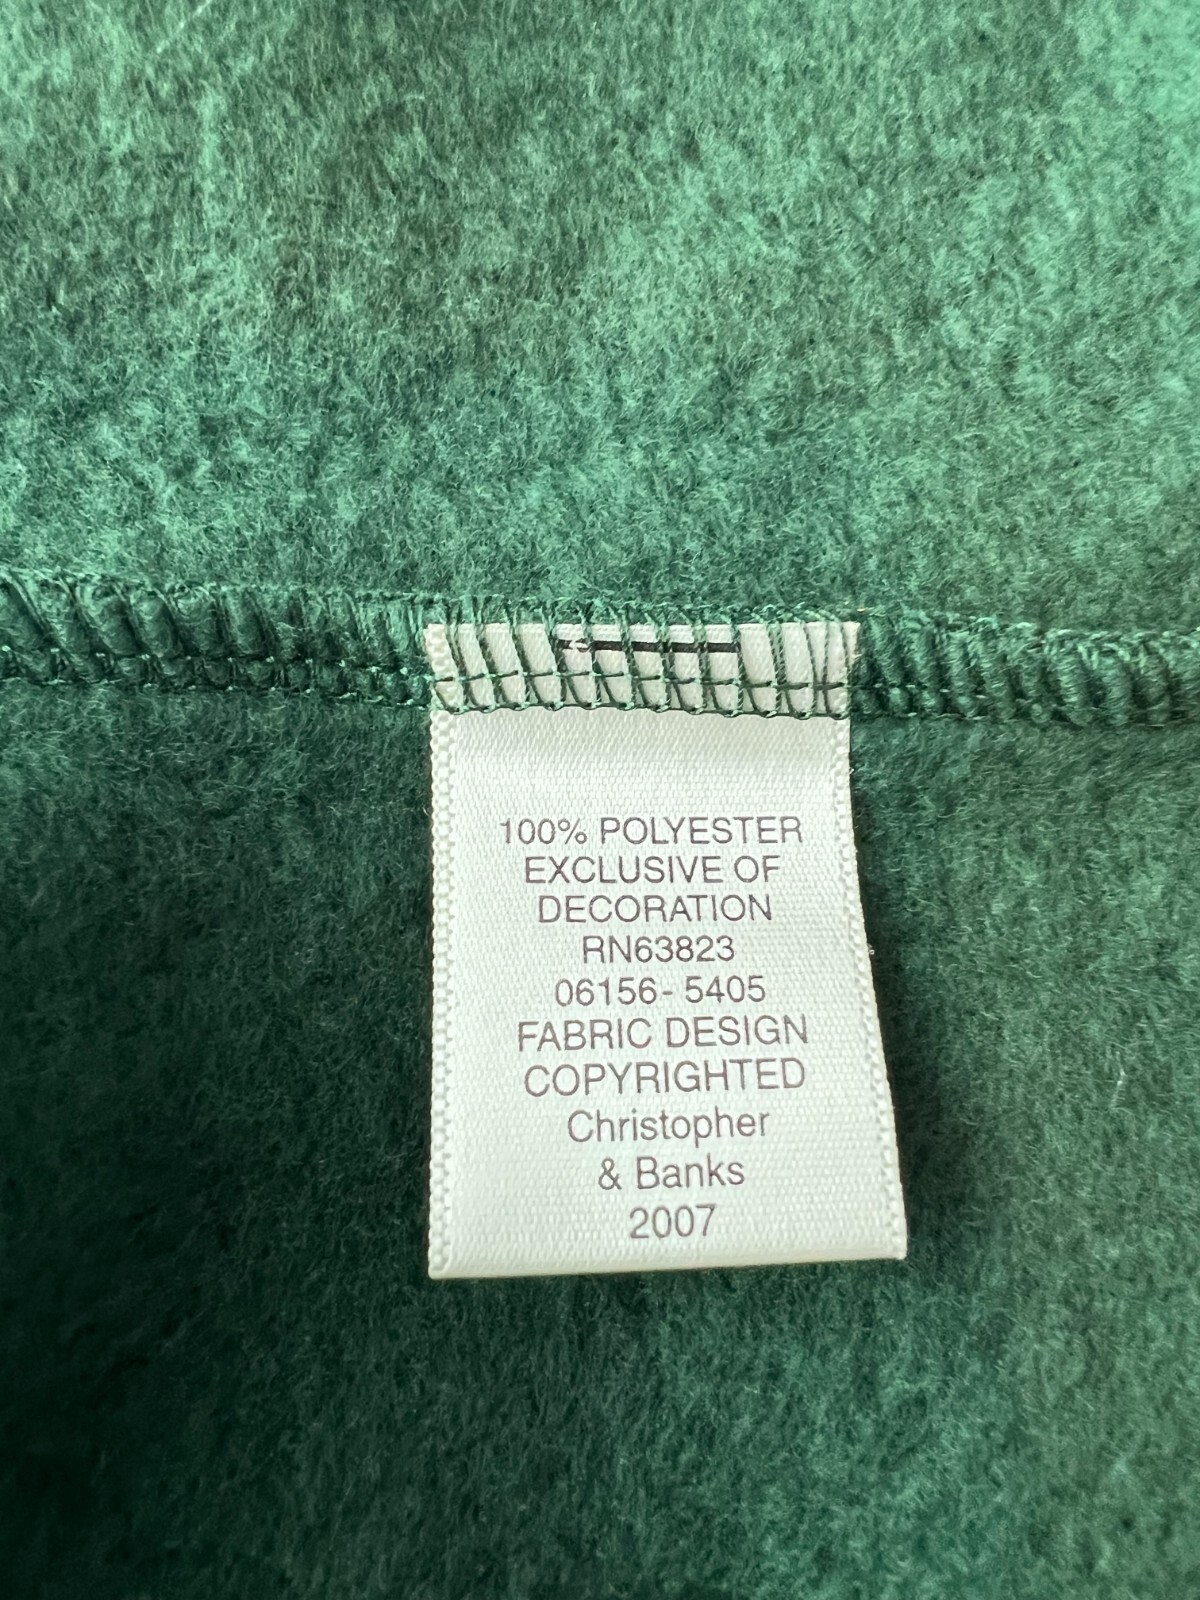 100% POLYESTER
EXCLUSIVE OF
DECORATION
RN63823
06156-5405
FABRIC DESIGN
COPYRIGHTED
Christopher
& Banks
2007